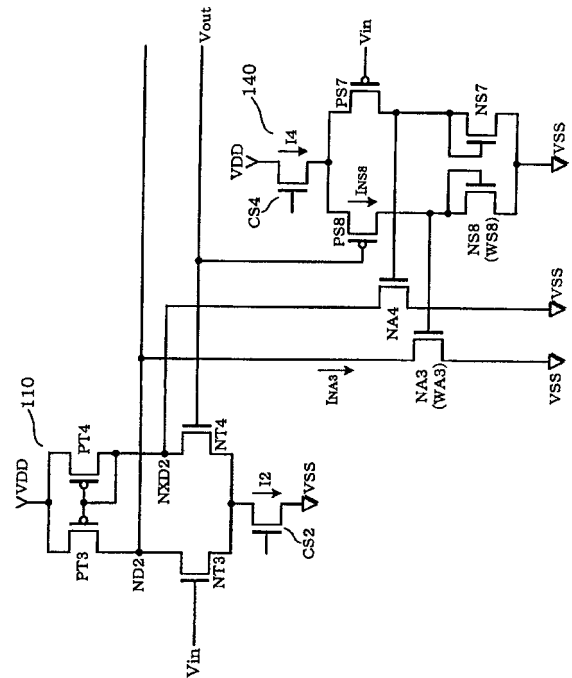 110
VDD
PT3
PT4
ND2
NXD2
Vin
NT3
NT4
I2
CS2
VSS
Vout
140
VDD
I4
CS4
PS8
PS7
Vin
INS8
NA4
NS8
(WS8)
NS7
INA3
NA3
(WA3)
VSS
VSS
VSS